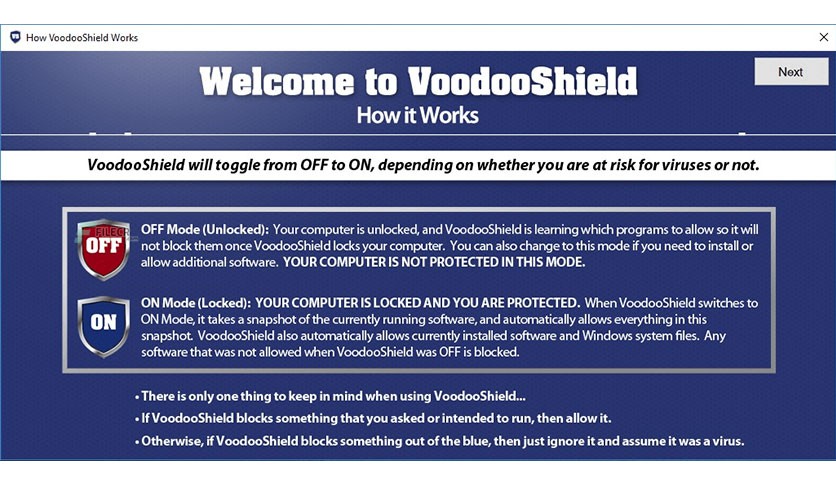 How VoodooShield Works
Next
Welcome to VoodooShield
How it Works
VoodooShield will toggle from OFF to ON, depending on whether you are at risk for viruses or not.
OFF
OFF Mode (Unlocked): Your computer is unlocked, and VoodooShield is learning which programs to allow so it will
not block them once VoodooShield locks your computer. You can also change to this mode if you need to install or
allow additional software. YOUR COMPUTER IS NOT PROTECTED IN THIS MODE.
ON
ON Mode (Locked): YOUR COMPUTER IS LOCKED AND YOU ARE PROTECTED. When VoodooShield switches to
ON Mode, it takes a snapshot of the currently running software, and automatically allows everything in this
snapshot. VoodooShield also automatically allows currently installed software and Windows system files. Any
software that was not allowed when VoodooShield was OFF is blocked.
• There is only one thing to keep in mind when using VoodooShield...
• If VoodooShield blocks something that you asked or intended to run, then allow it.
• Otherwise, if VoodooShield blocks something out of the blue, then just ignore it and assume it was a virus.